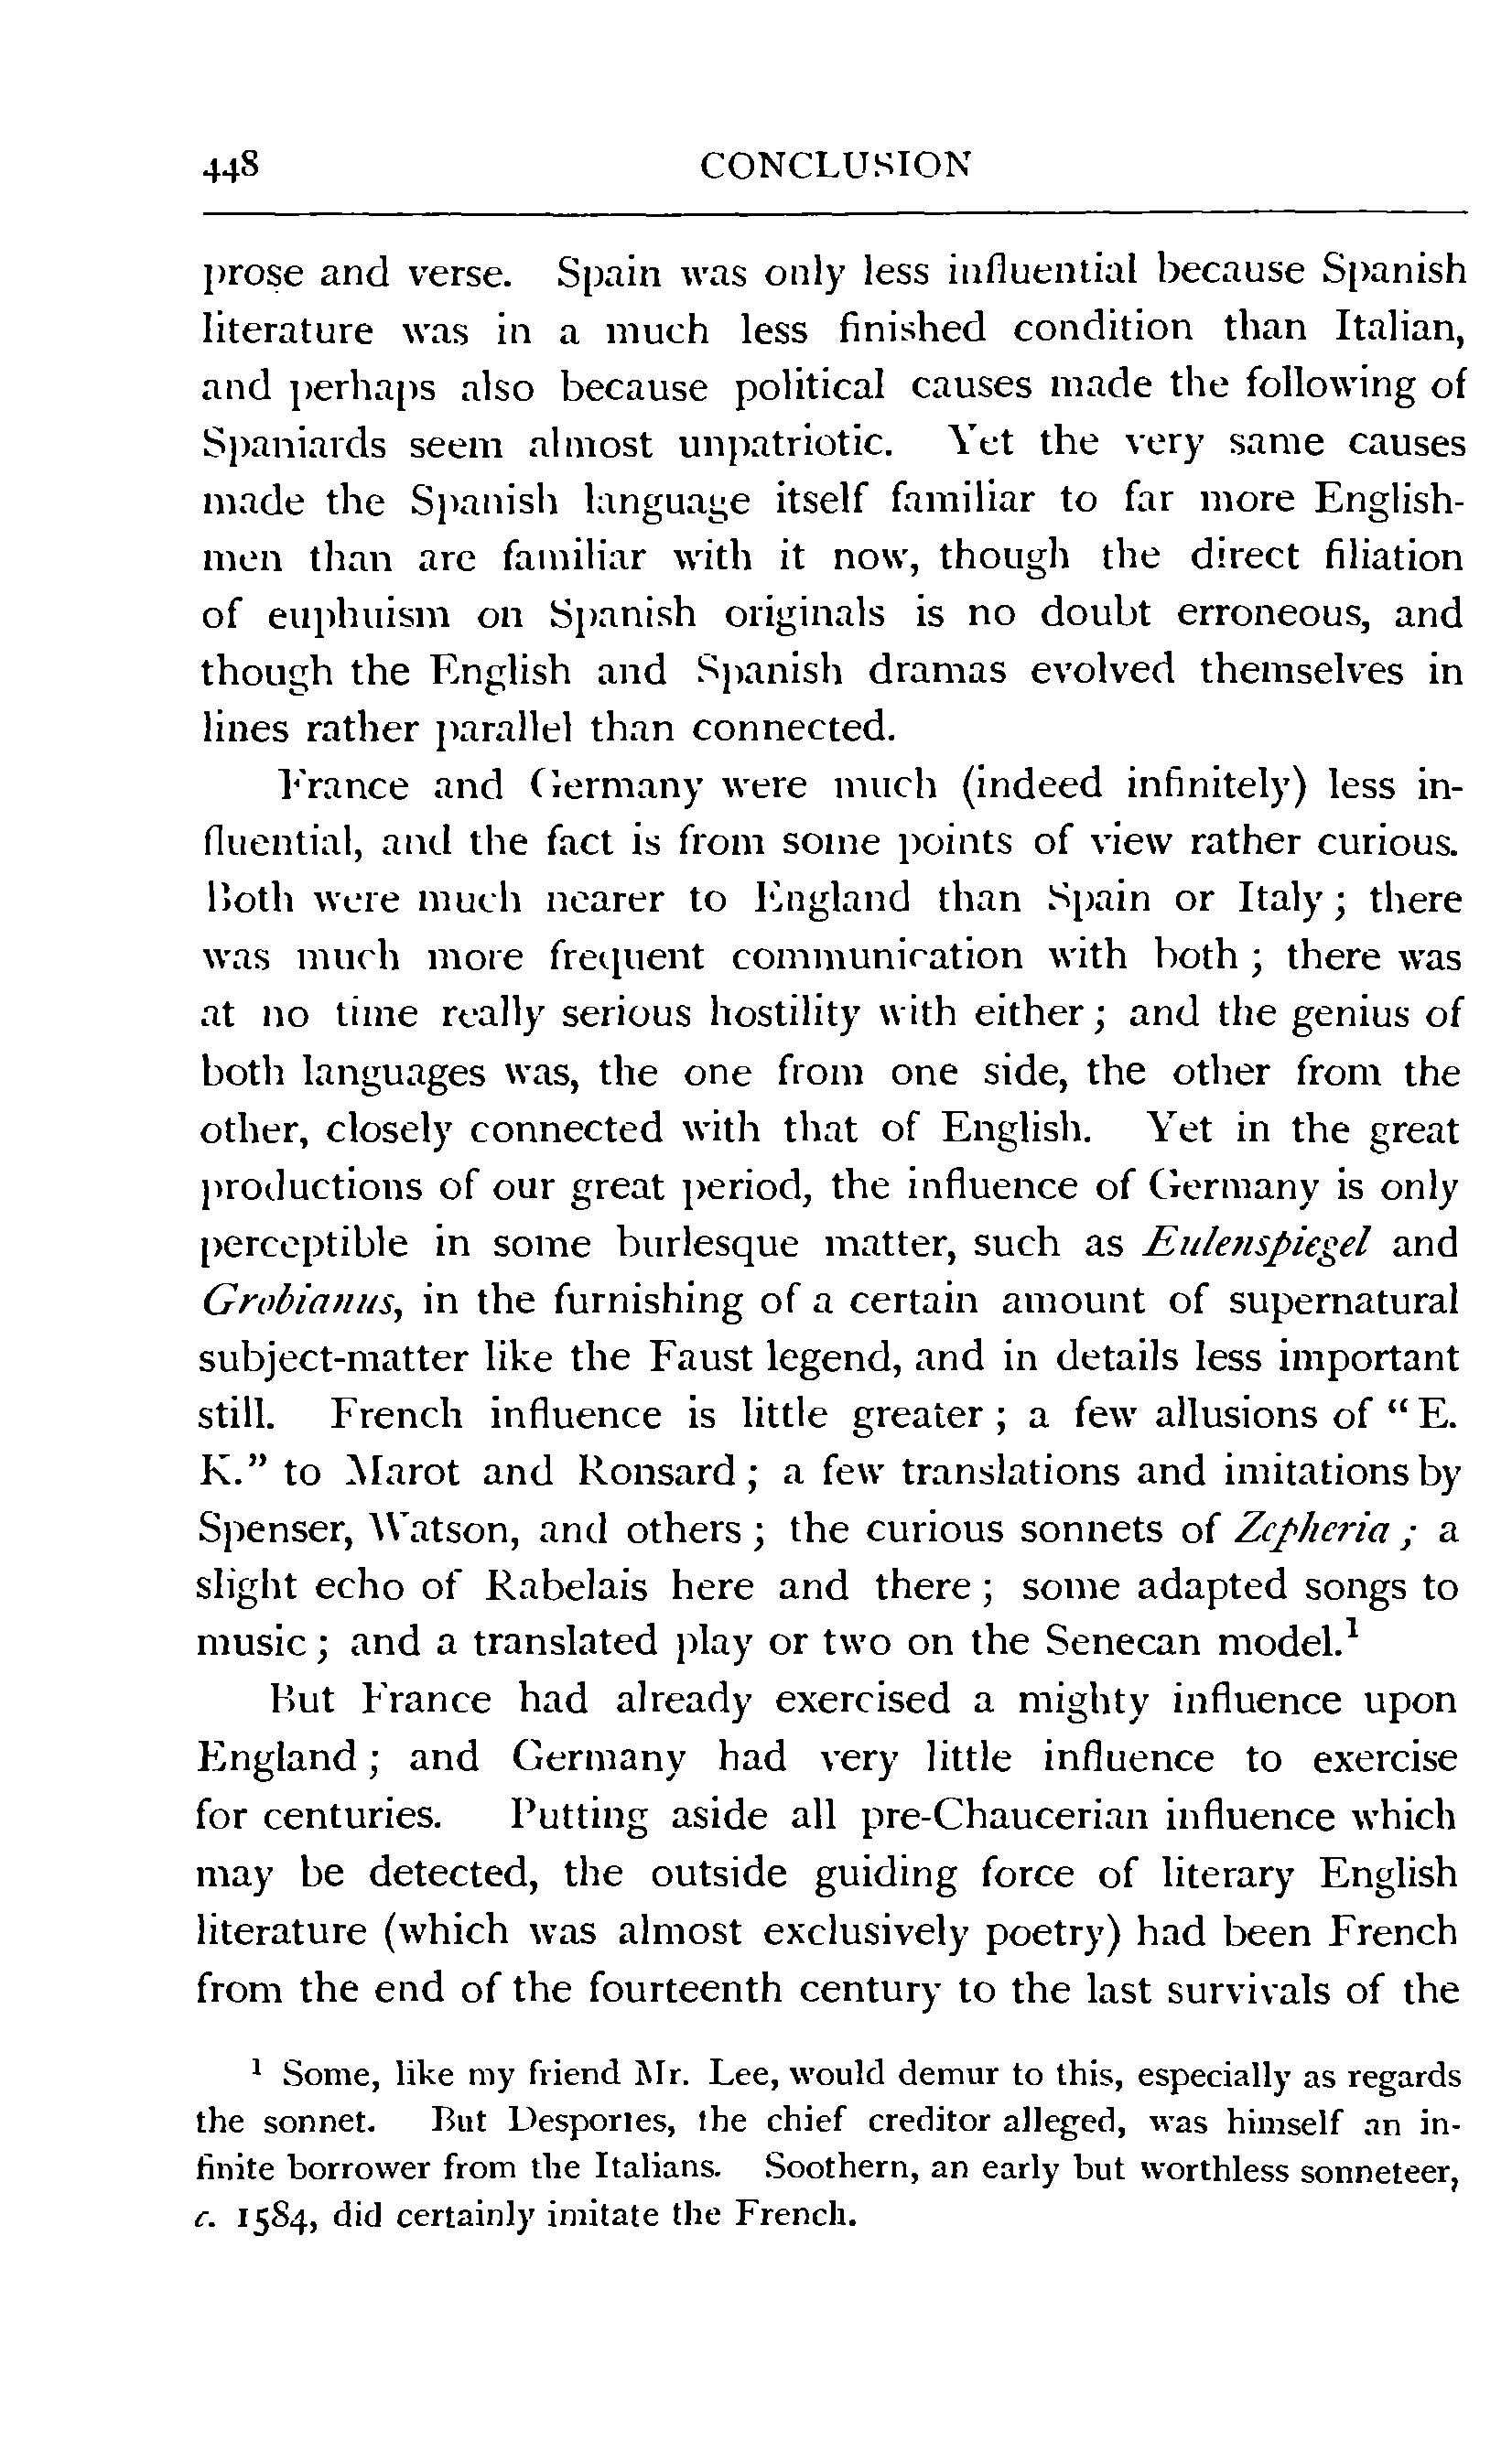 448 CONCLUSION
prose and verse. Spain was only less influential because Spanish
literature was in a much less finished condition than Italian,
and perhaps also because political causes made the following of
Spaniards seem almost unpatriotic. Yet the very same causes
made the Spanish language itself familiar to far more English-
men than are familiar with it now, though the direct filiation
of euphuism on Spanish originals is no doubt erroneous, and
though the English and Spanish dramas evolved themselves in
lines rather parallel than connected.
France and Germany were much (indeed infinitely) less in-
fluential, and the fact is from some points of view rather curious.
Both were much nearer to England than Spain or Italy; there
was much more frequent communication with both; there was
at no time really serious hostility with either; and the genius of
both languages was, the one from one side, the other from the
other, closely connected with that of English. Yet in the great
productions of our great period, the influence of Germany is only
perceptible in some burlesque matter, such as Eulenspiegel and
Grobianus, in the furnishing of a certain amount of supernatural
subject-matter like the Faust legend, and in details less important
still. French influence is little greater; a few allusions of "E.
K." to Marot and Ronsard; a few translations and imitations by
Spenser, Watson, and others; the curious sonnets of Zepheria; a
slight echo of Rabelais here and there; some adapted songs to
music; and a translated play or two on the Senecan model.¹
But France had already exercised a mighty influence upon
England; and Germany had very little influence to exercise
for centuries. Putting aside all pre-Chaucerian influence which
may be detected, the outside guiding force of literary English
literature (which was almost exclusively poetry) had been French
from the end of the fourteenth century to the last survivals of the
¹ Some, like my friend Mr. Lee, would demur to this, especially as regards
the sonnet. But Desportes, the chief creditor alleged, was himself an in-
finite borrower from the Italians. Soothern, an early but worthless sonneteer,
c. 1584, did certainly imitate the French.